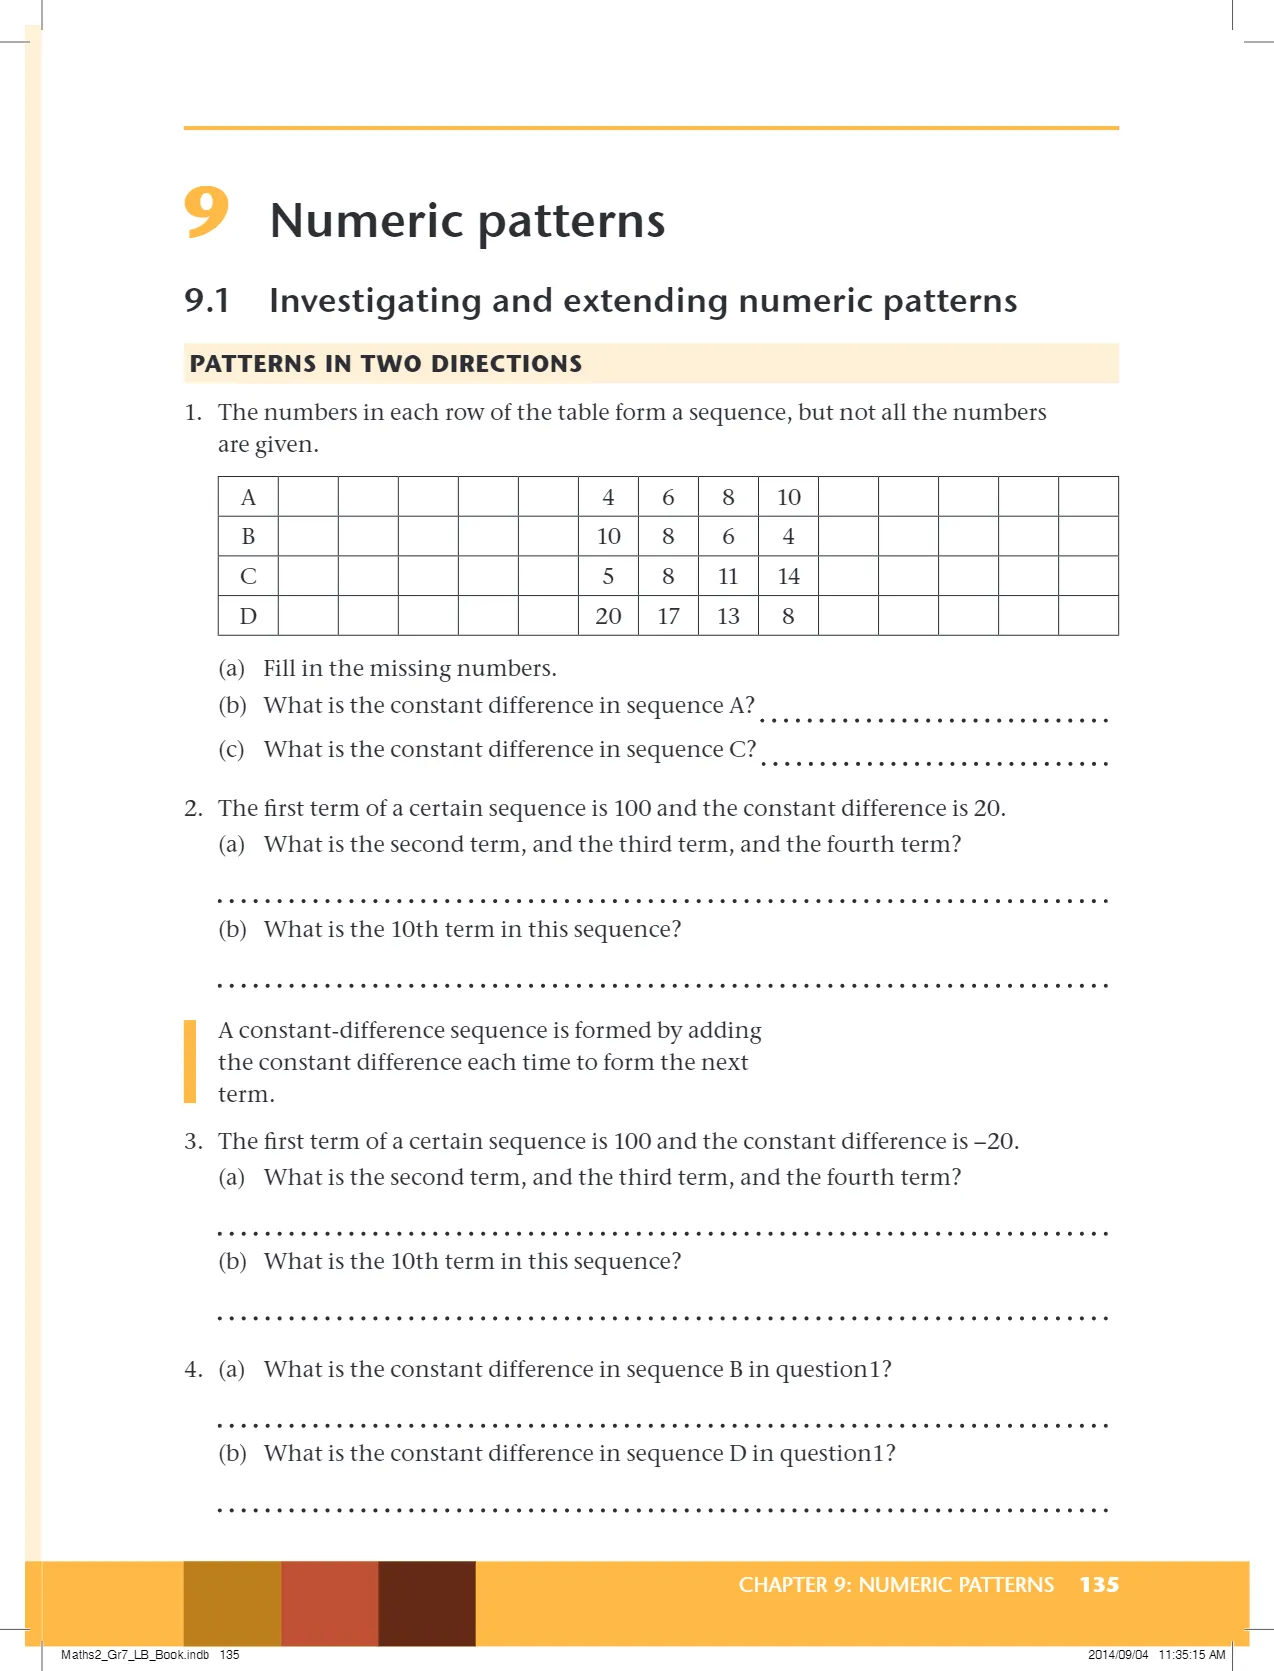 9 Numeric patterns
9.1 Investigating and extending numeric patterns
PATTERNS IN TWO DIRECTIONS
1. The numbers in each row of the table form a sequence, but not all the numbers
are given.
A 4 6 8 10
B 10 8 6 4
C 5 8 11 14
D 20 17 13 8
(a) Fill in the missing numbers.
(b) What is the constant difference in sequence A?
(c) What is the constant difference in sequence C?
2. The first term of a certain sequence is 100 and the constant difference is 20.
(a) What is the second term, and the third term, and the fourth term?
(b) What is the 10th term in this sequence?
A constant-difference sequence is formed by adding
the constant difference each time to form the next
term.
3. The first term of a certain sequence is 100 and the constant difference is –20.
(a) What is the second term, and the third term, and the fourth term?
(b) What is the 10th term in this sequence?
4. (a) What is the constant difference in sequence B in question1?
(b) What is the constant difference in sequence D in question1?
CHAPTER 9: NUMERIC PATTERNS 135
Maths2_Gr7_LB_Book.indb 135 2014/09/04 11:35:15 AM